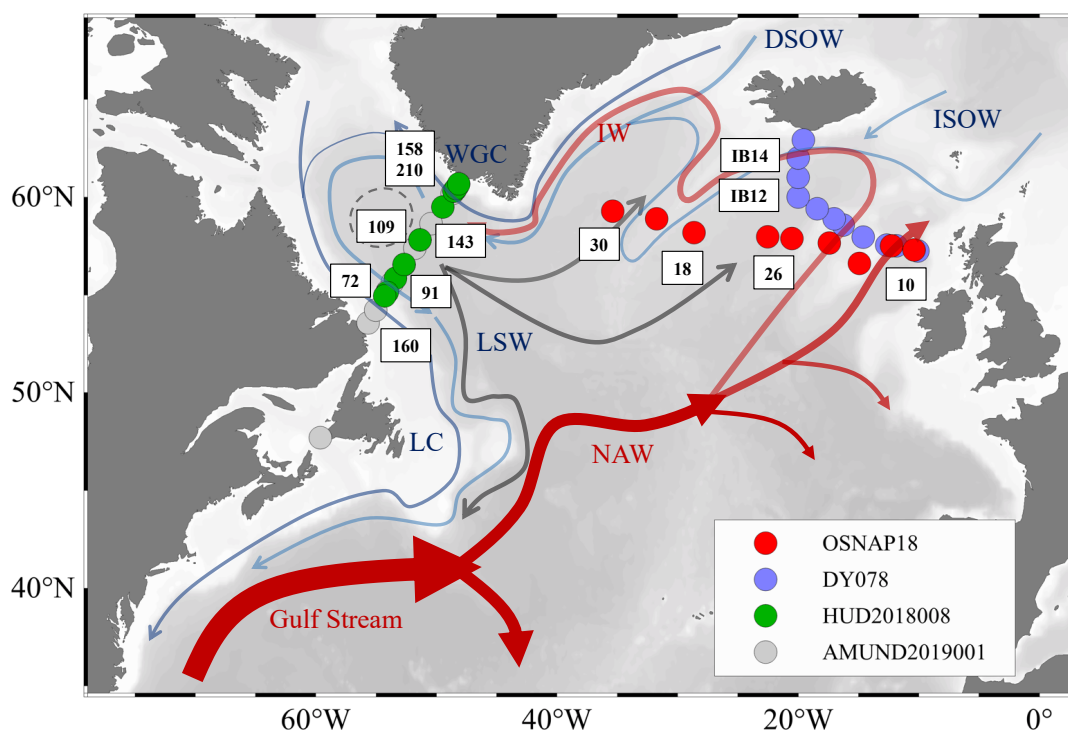 DSOW
ISOW
IW
158
210
WGC
IB14
IB12
60°N
109
143
30
18
26
10
72
91
LSW
160
50°N
LC
NAW
40°N
Gulf Stream
OSNAP18
DY078
HUD2018008
AMUND2019001
60°W
40°W
20°W
0°